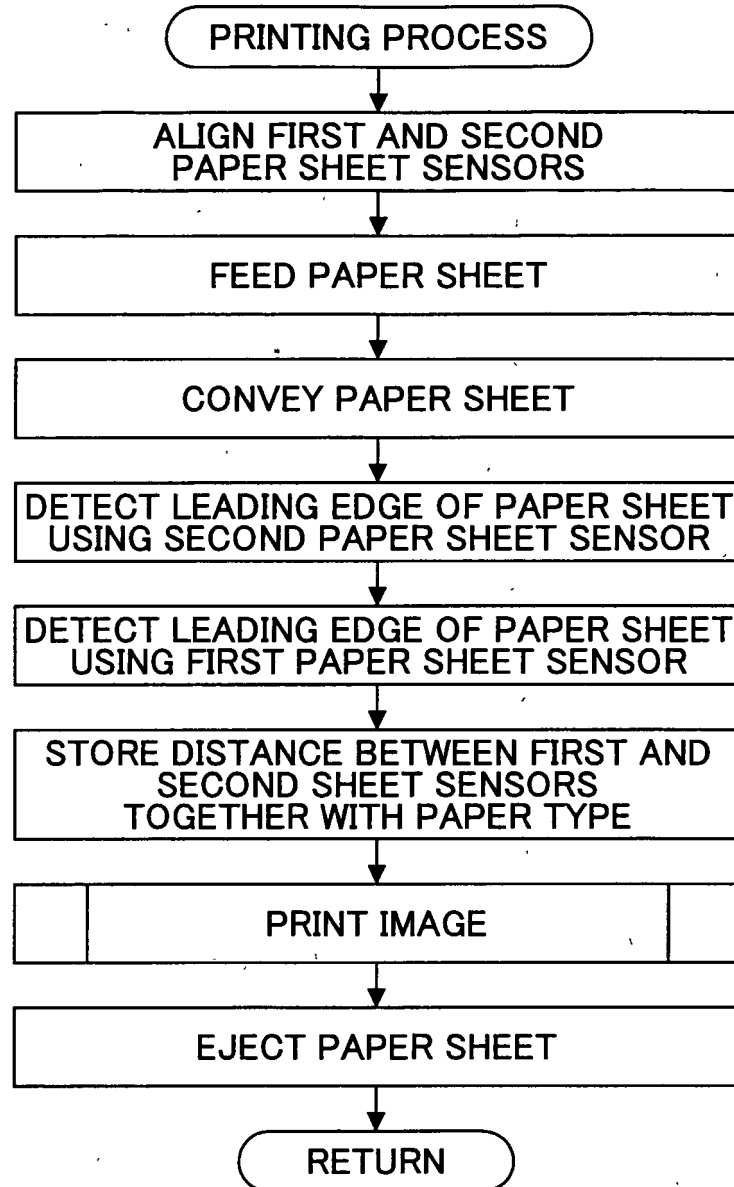 PRINTING PROCESS
ALIGN FIRST AND SECOND
PAPER SHEET SENSORS
FEED PAPER SHEET
CONVEY PAPER SHEET
DETECT LEADING EDGE OF PAPER SHEET
USING SECOND PAPER SHEET SENSOR
DETECT LEADING EDGE OF PAPER SHEET
USING FIRST PAPER SHEET SENSOR
STORE DISTANCE BETWEEN FIRST AND
SECOND SHEET SENSORS
TOGETHER WITH PAPER TYPE
PRINT IMAGE
EJECT PAPER SHEET
RETURN